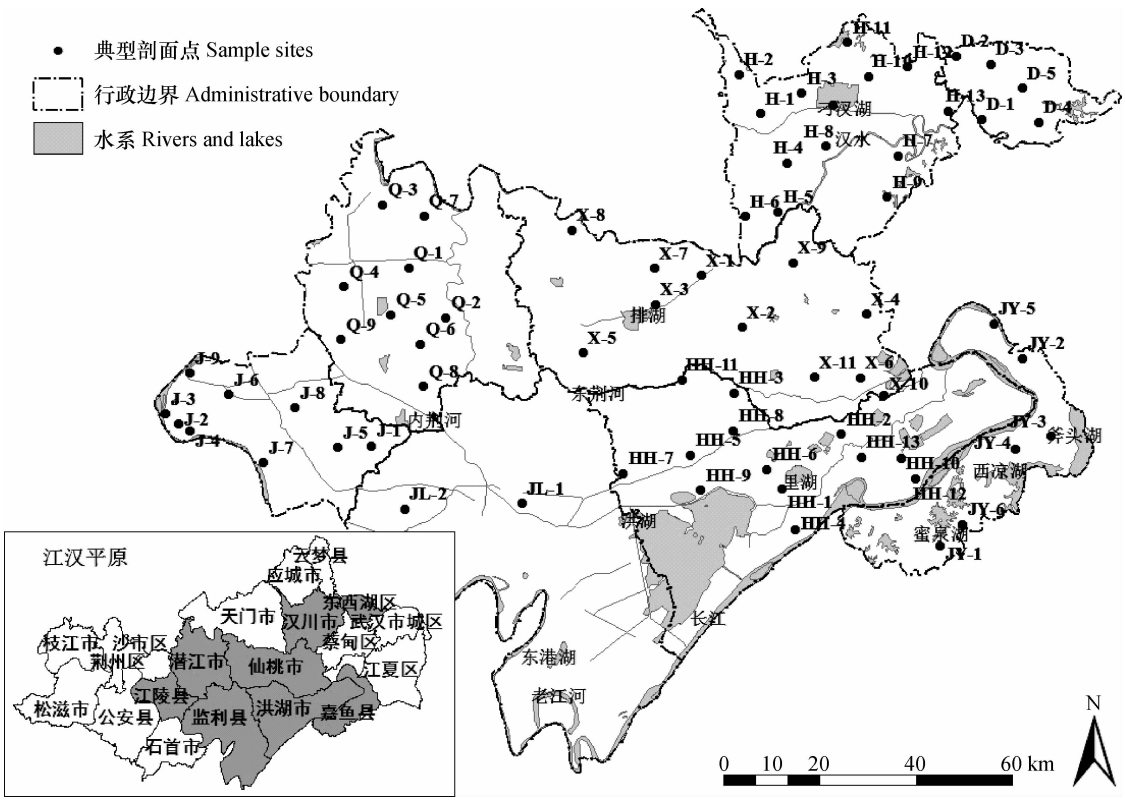 典型剖面点 Sample sites
行政边界 Administrative boundary
水系 Rivers and lakes
H-11
H-2
H-12
D-2
D-3
H-3
D-5
H-1
刁汊湖
H-13
D-1
D-4
H-8
汉水
H-7
H-4
H-9
H-6
H-5
Q-3
Q-7
X-8
X-9
Q-1
X-7
X-1
Q-4
X-3
Q-5
Q-2
排湖
X-2
X-4
JY-5
Q-9
Q-6
X-5
JY-2
J-9
HH-11
X-11
X-6
J-6
Q-8
HH-3
X-10
J-8
东荆河
J-3
J-2
内荆河
HH-8
HH-2
JY-3
J-4
J-5
J-1
HH-5
HH-13
JY-4
斧头湖
J-7
HH-7
HH-6
HH-10
西凉湖
HH-9
里湖
JL-2
JL-1
HH-1
HH-12
洪湖
HH-4
JY-6
蜜泉湖
JY-1
长江
东港湖
老江河
江汉平原
云梦县
应城市
东西湖区
天门市
汉川市
武汉市城区
枝江市
沙市区
蔡甸区
荆州区
潜江市
仙桃市
江夏区
江陵县
松滋市
公安县
监利县
洪湖市
嘉鱼县
石首市
N
0 10 20 40 60 km